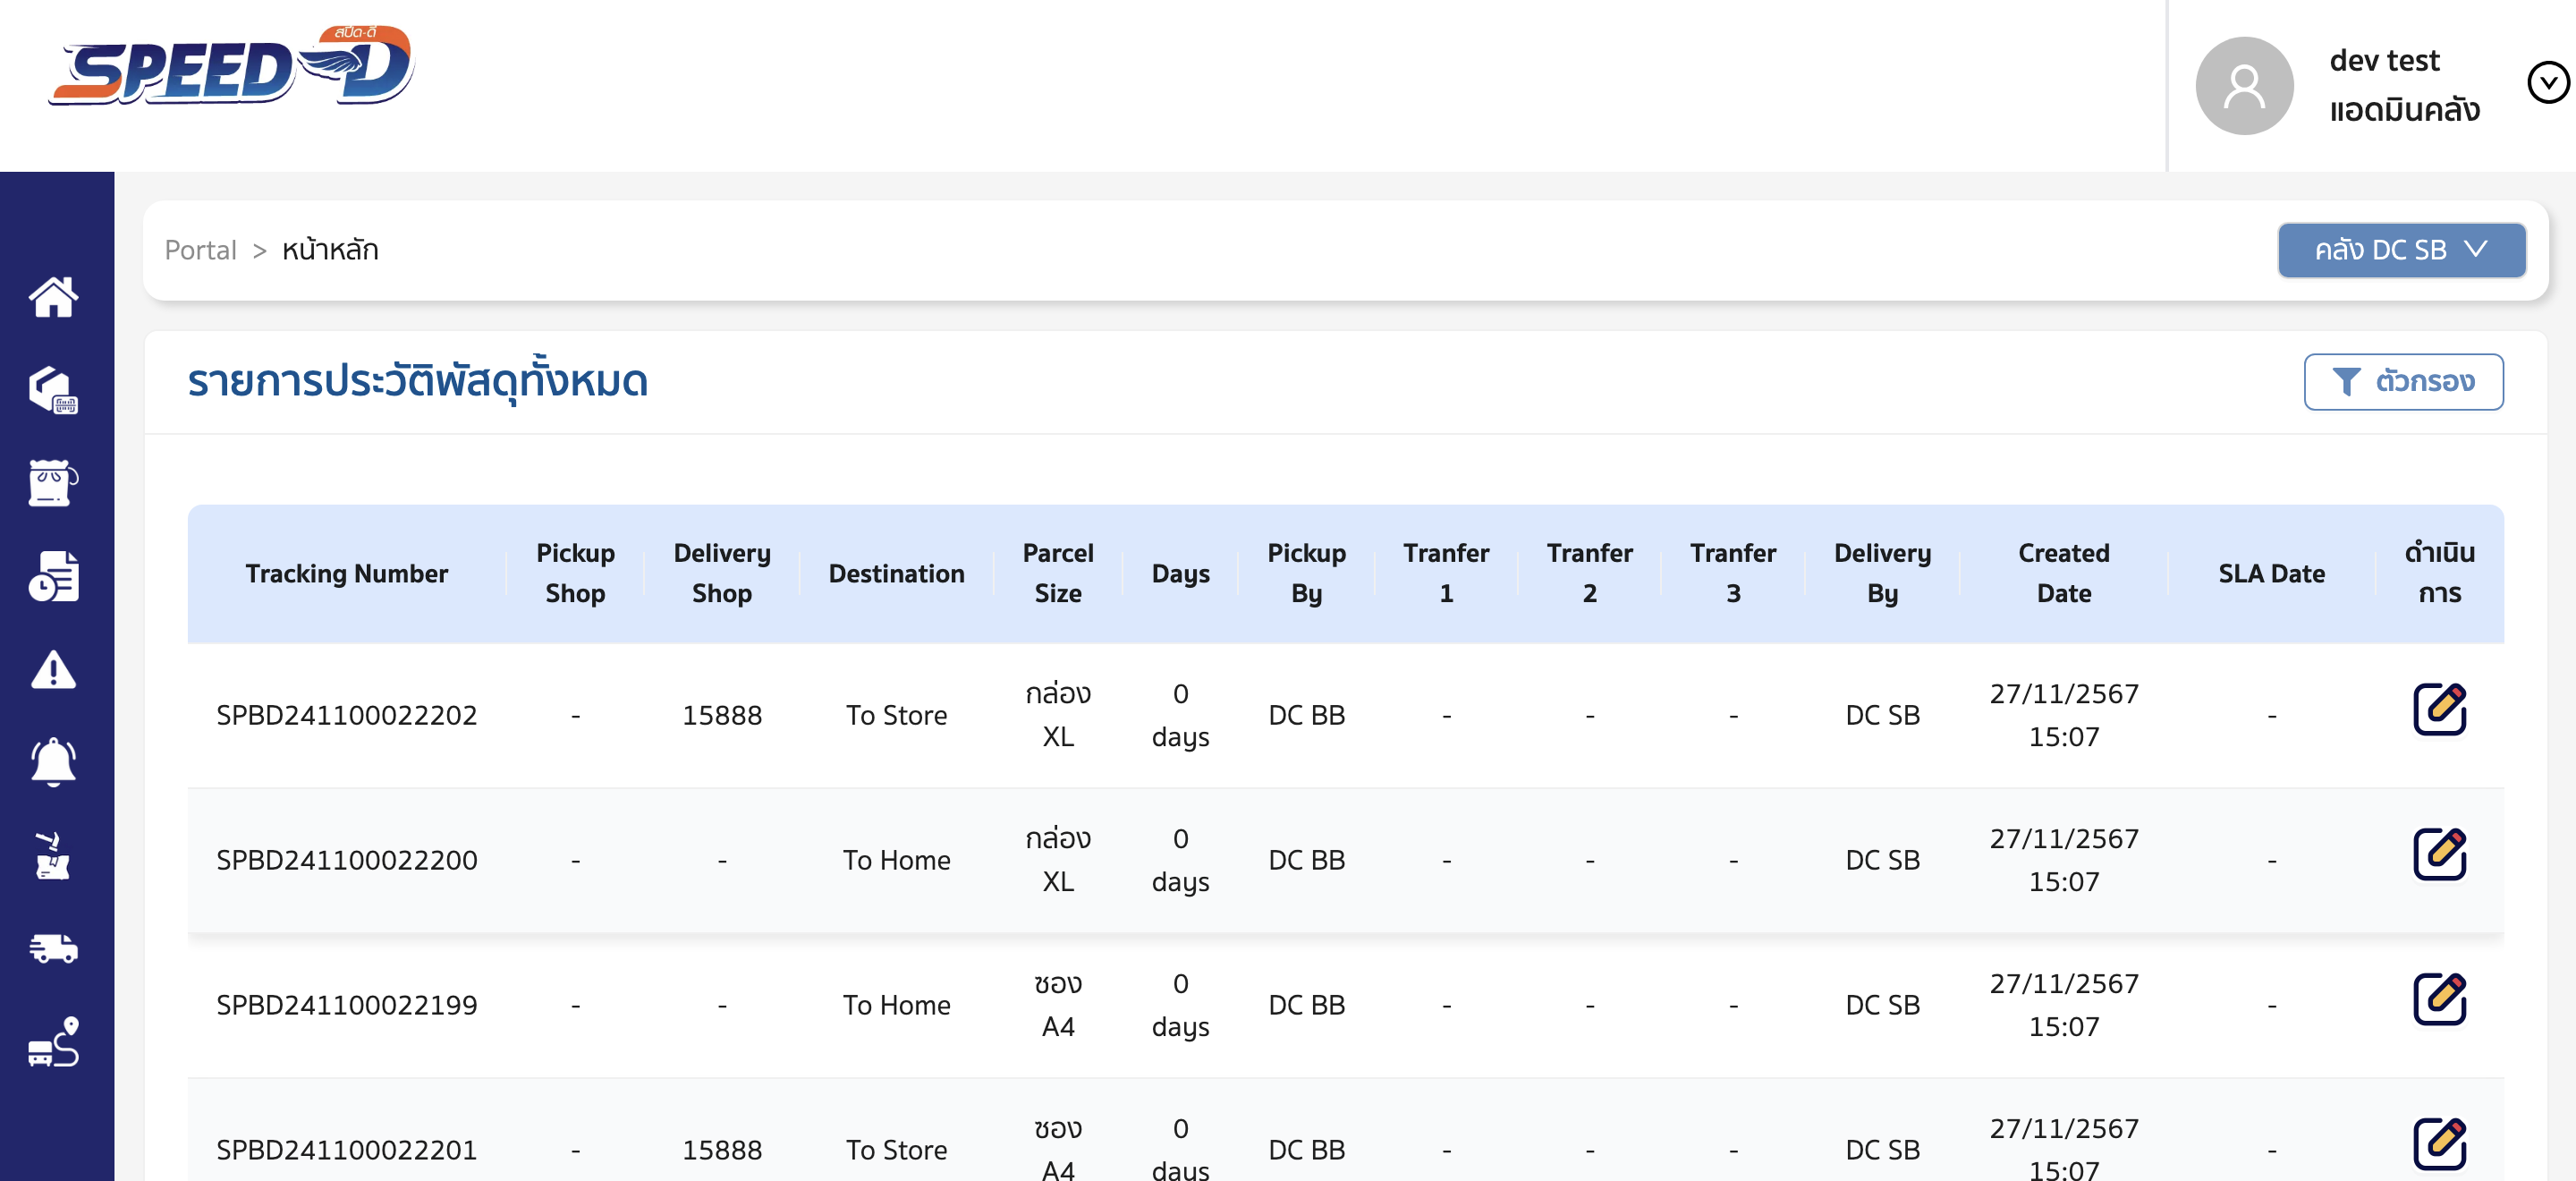 สปีด-ดี
SPEED-D
dev test
แอดมินคลัง
Portal > หน้าหลัก
คลัง DC SB
รายการประวัติพัสดุทั้งหมด
ตัวกรอง
Tracking Number Pickup Shop Delivery Shop Destination Parcel Size Days Pickup By Tranfer 1 Tranfer 2 Tranfer 3 Delivery By Created Date SLA Date ดำเนินการ
SPBD241100022202 - 15888 To Store กล่อง XL 0 days DC BB - - - DC SB 27/11/2567 15:07 -
SPBD241100022200 - - To Home กล่อง XL 0 days DC BB - - - DC SB 27/11/2567 15:07 -
SPBD241100022199 - - To Home ซอง A4 0 days DC BB - - - DC SB 27/11/2567 15:07 -
SPBD241100022201 - 15888 To Store ซอง A4 0 days DC BB - - - DC SB 27/11/2567 15:07 -